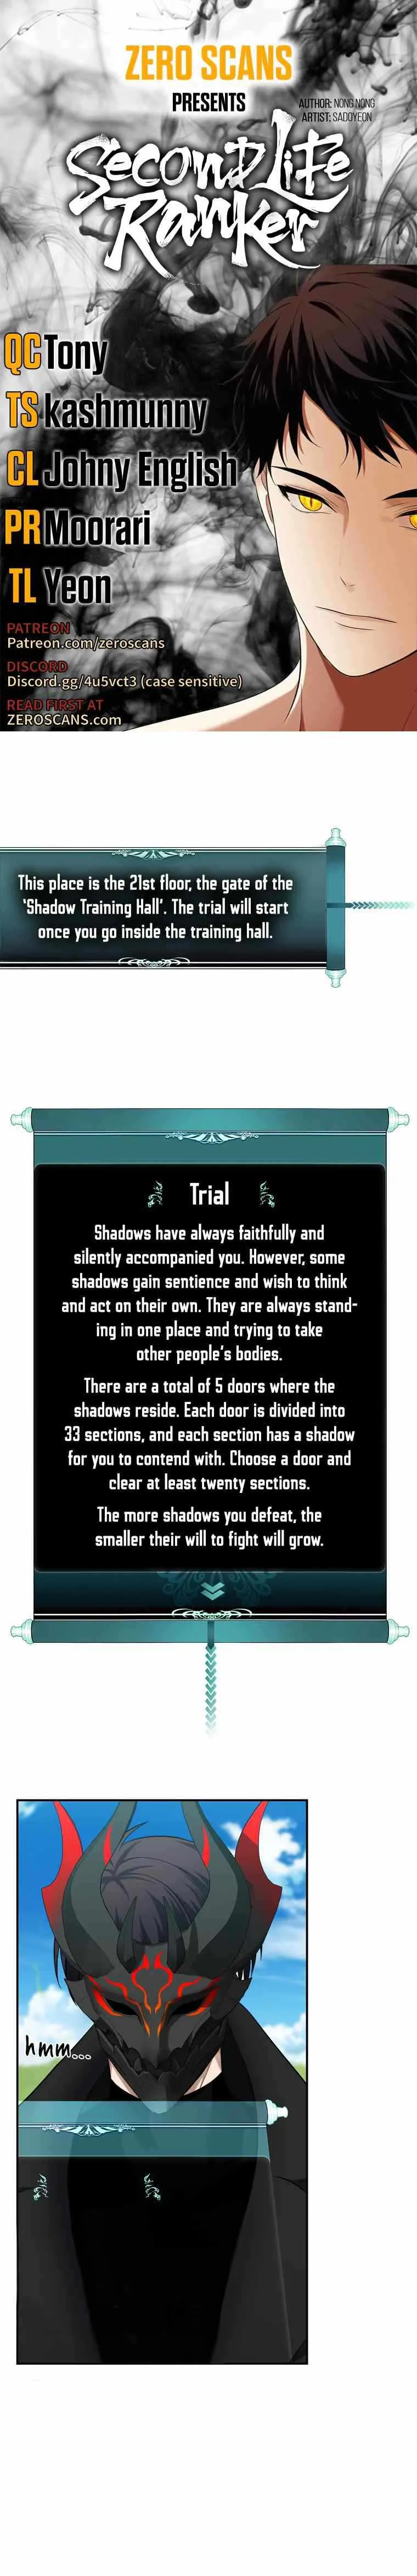 ZERO SCANS
PRESENTS
AUTHOR: NONG NONG
ARTIST: SADOYEON
Second Life
Ranker
QC Tony
TS kashmunny
CL Johny English
PR Moorari
TL Yeon
PATREON
Patreon.com/zeroscans
DISCORD
Discord.gg/4u5vct3 (case sensitive)
READ FIRST AT
ZEROSCANS.com
This place is the 21st floor, the gate of the
'Shadow Training Hall'. The trial will start
once you go inside the training hall.
Trial
Shadows have always faithfully and
silently accompanied you. However, some
shadows gain sentience and wish to think
and act on their own. They are always stand-
ing in one place and trying to take
other people's bodies.
There are a total of 5 doors where the
shadows reside. Each door is divided into
33 sections, and each section has a shadow
for you to contend with. Choose a door and
clear at least twenty sections.
The more shadows you defeat, the
smaller their will to fight will grow.
hmm...